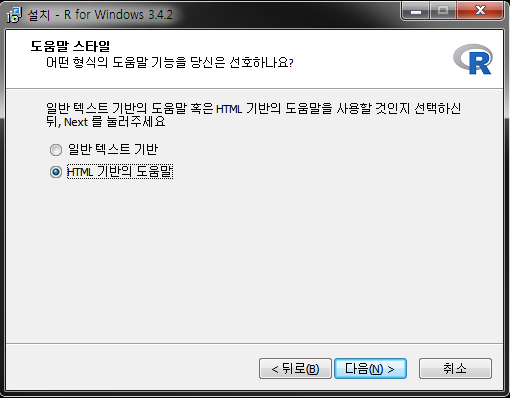 설치 - R for Windows 3.4.2
도움말 스타일
어떤 형식의 도움말 기능을 당신은 선호하나요?
R
일반 텍스트 기반의 도움말 혹은 HTML 기반의 도움말을 사용할 것인지 선택하신
뒤, Next 를 눌러주세요
일반 텍스트 기반
HTML 기반의 도움말
< 뒤로(B)
다음(N) >
취소